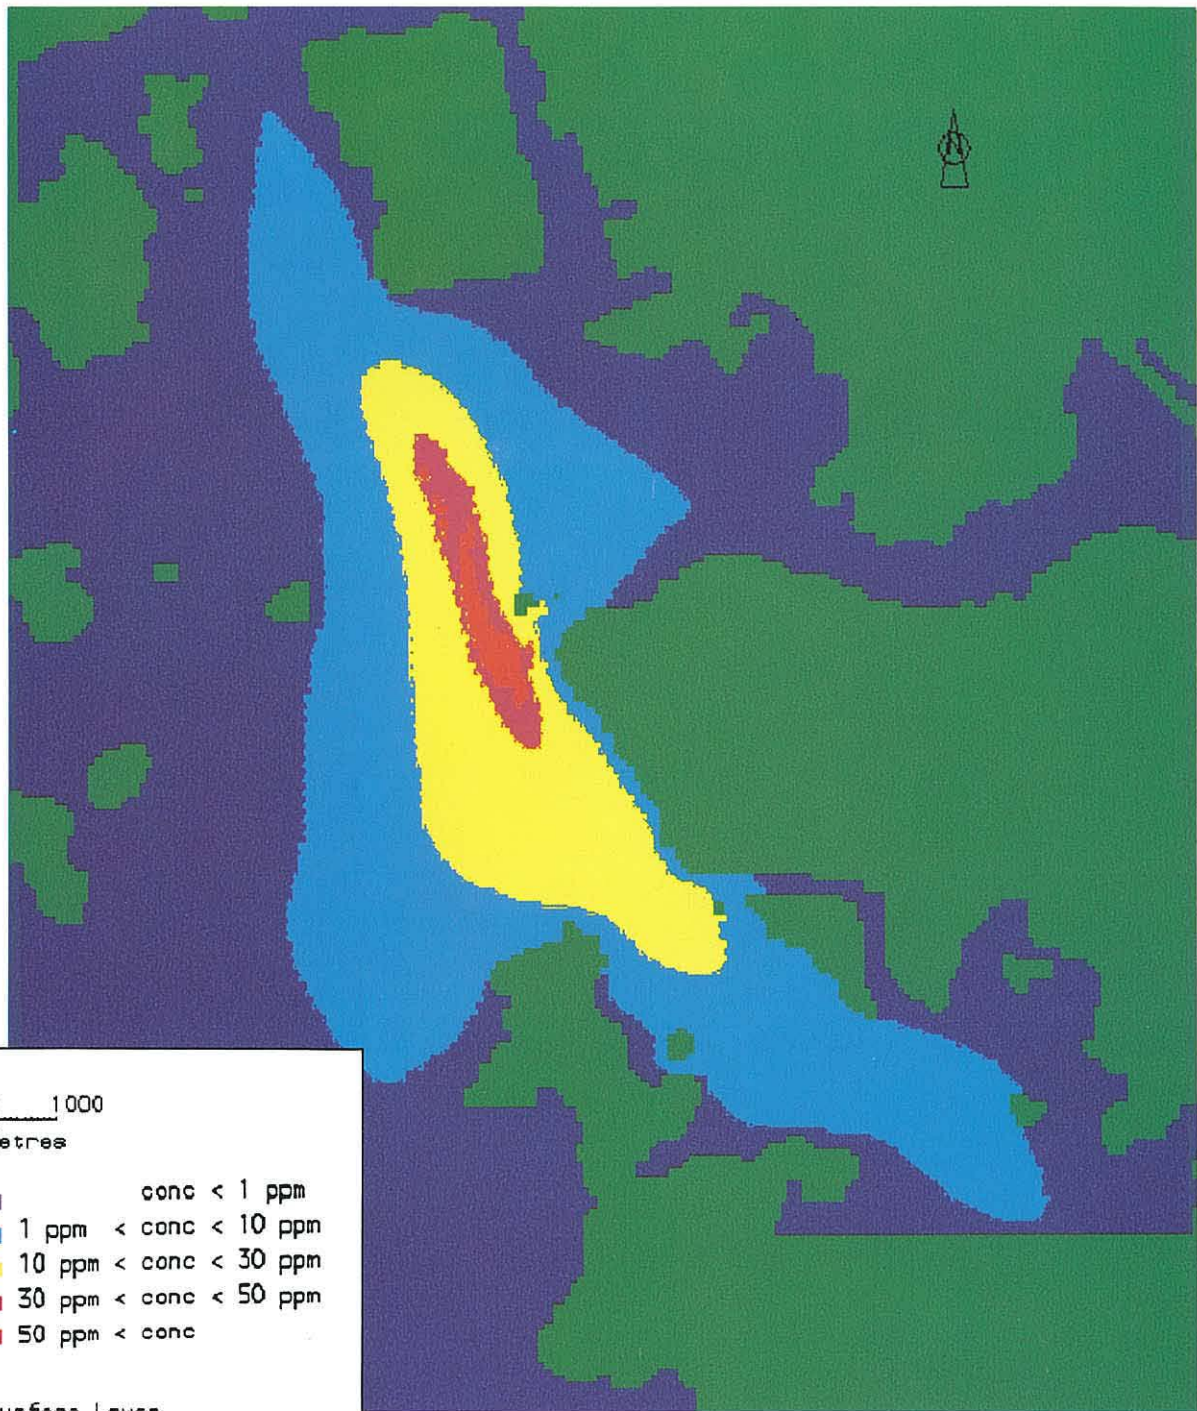 N
1000
etres
conc < 1 ppm
1 ppm < conc < 10 ppm
10 ppm < conc < 30 ppm
30 ppm < conc < 50 ppm
50 ppm < conc